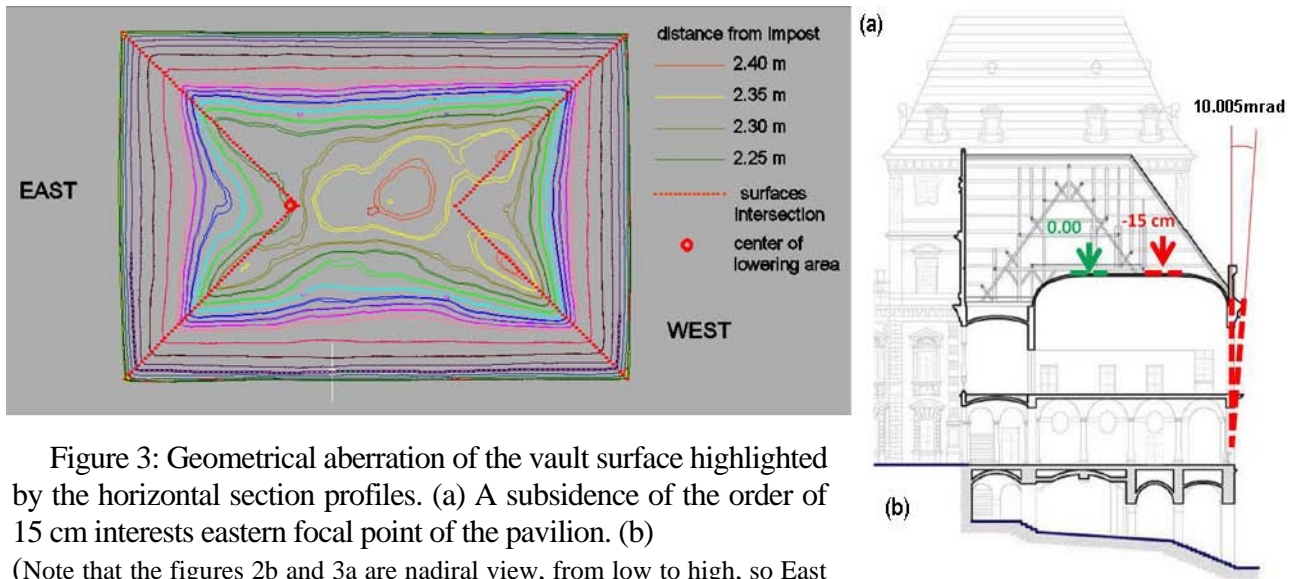 (a)
distance from Impost
2.40 m
2.35 m
2.30 m
2.25 m
surfaces
intersection
center of
lowering area
EAST
WEST
10.005mrad
0.00
-15 cm
(b)
Figure 3: Geometrical aberration of the vault surface highlighted
by the horizontal section profiles. (a) A subsidence of the order of
15 cm interests eastern focal point of the pavilion. (b)
(Note that the figures 2b and 3a are nadiral view, from low to high, so East